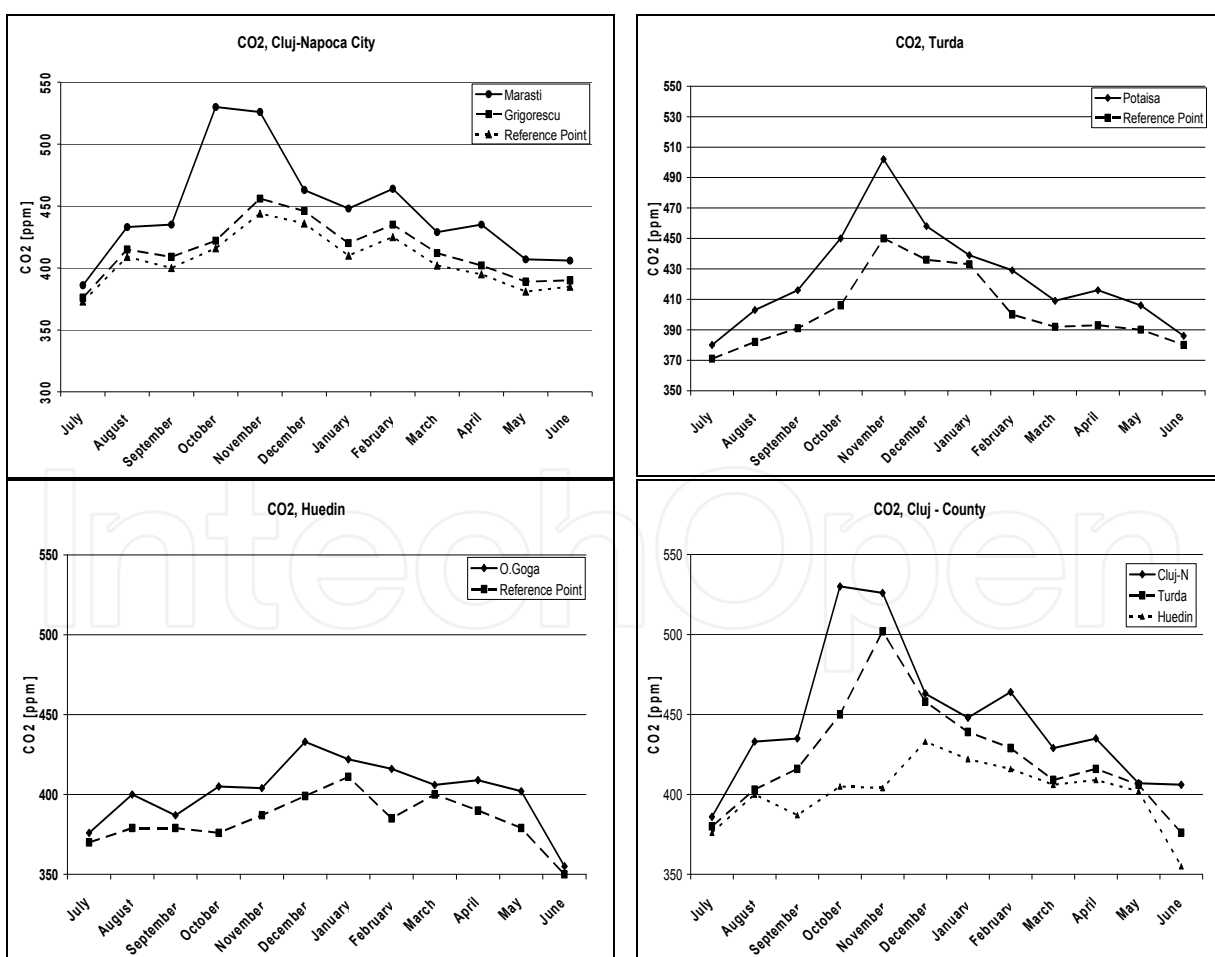 CO2, Cluj-Napoca City
CO2 [ppm]
550
500
450
400
350
300
Marasti
Grigorescu
Reference Point
July
August
September
October
November
December
January
February
March
April
May
June
CO2, Turda
CO2 [ppm]
550
530
510
490
470
450
430
410
390
370
350
Potaisa
Reference Point
July
August
September
October
November
December
January
February
March
April
May
June
CO2, Huedin
CO2 [ppm]
550
500
450
400
350
O.Goga
Reference Point
July
August
September
October
November
December
January
February
March
April
May
June
CO2, Cluj - County
CO2 [ppm]
550
500
450
400
350
Cluj-N
Turda
Huedin
July
August
September
October
November
December
January
February
March
April
May
June
IntechOpen